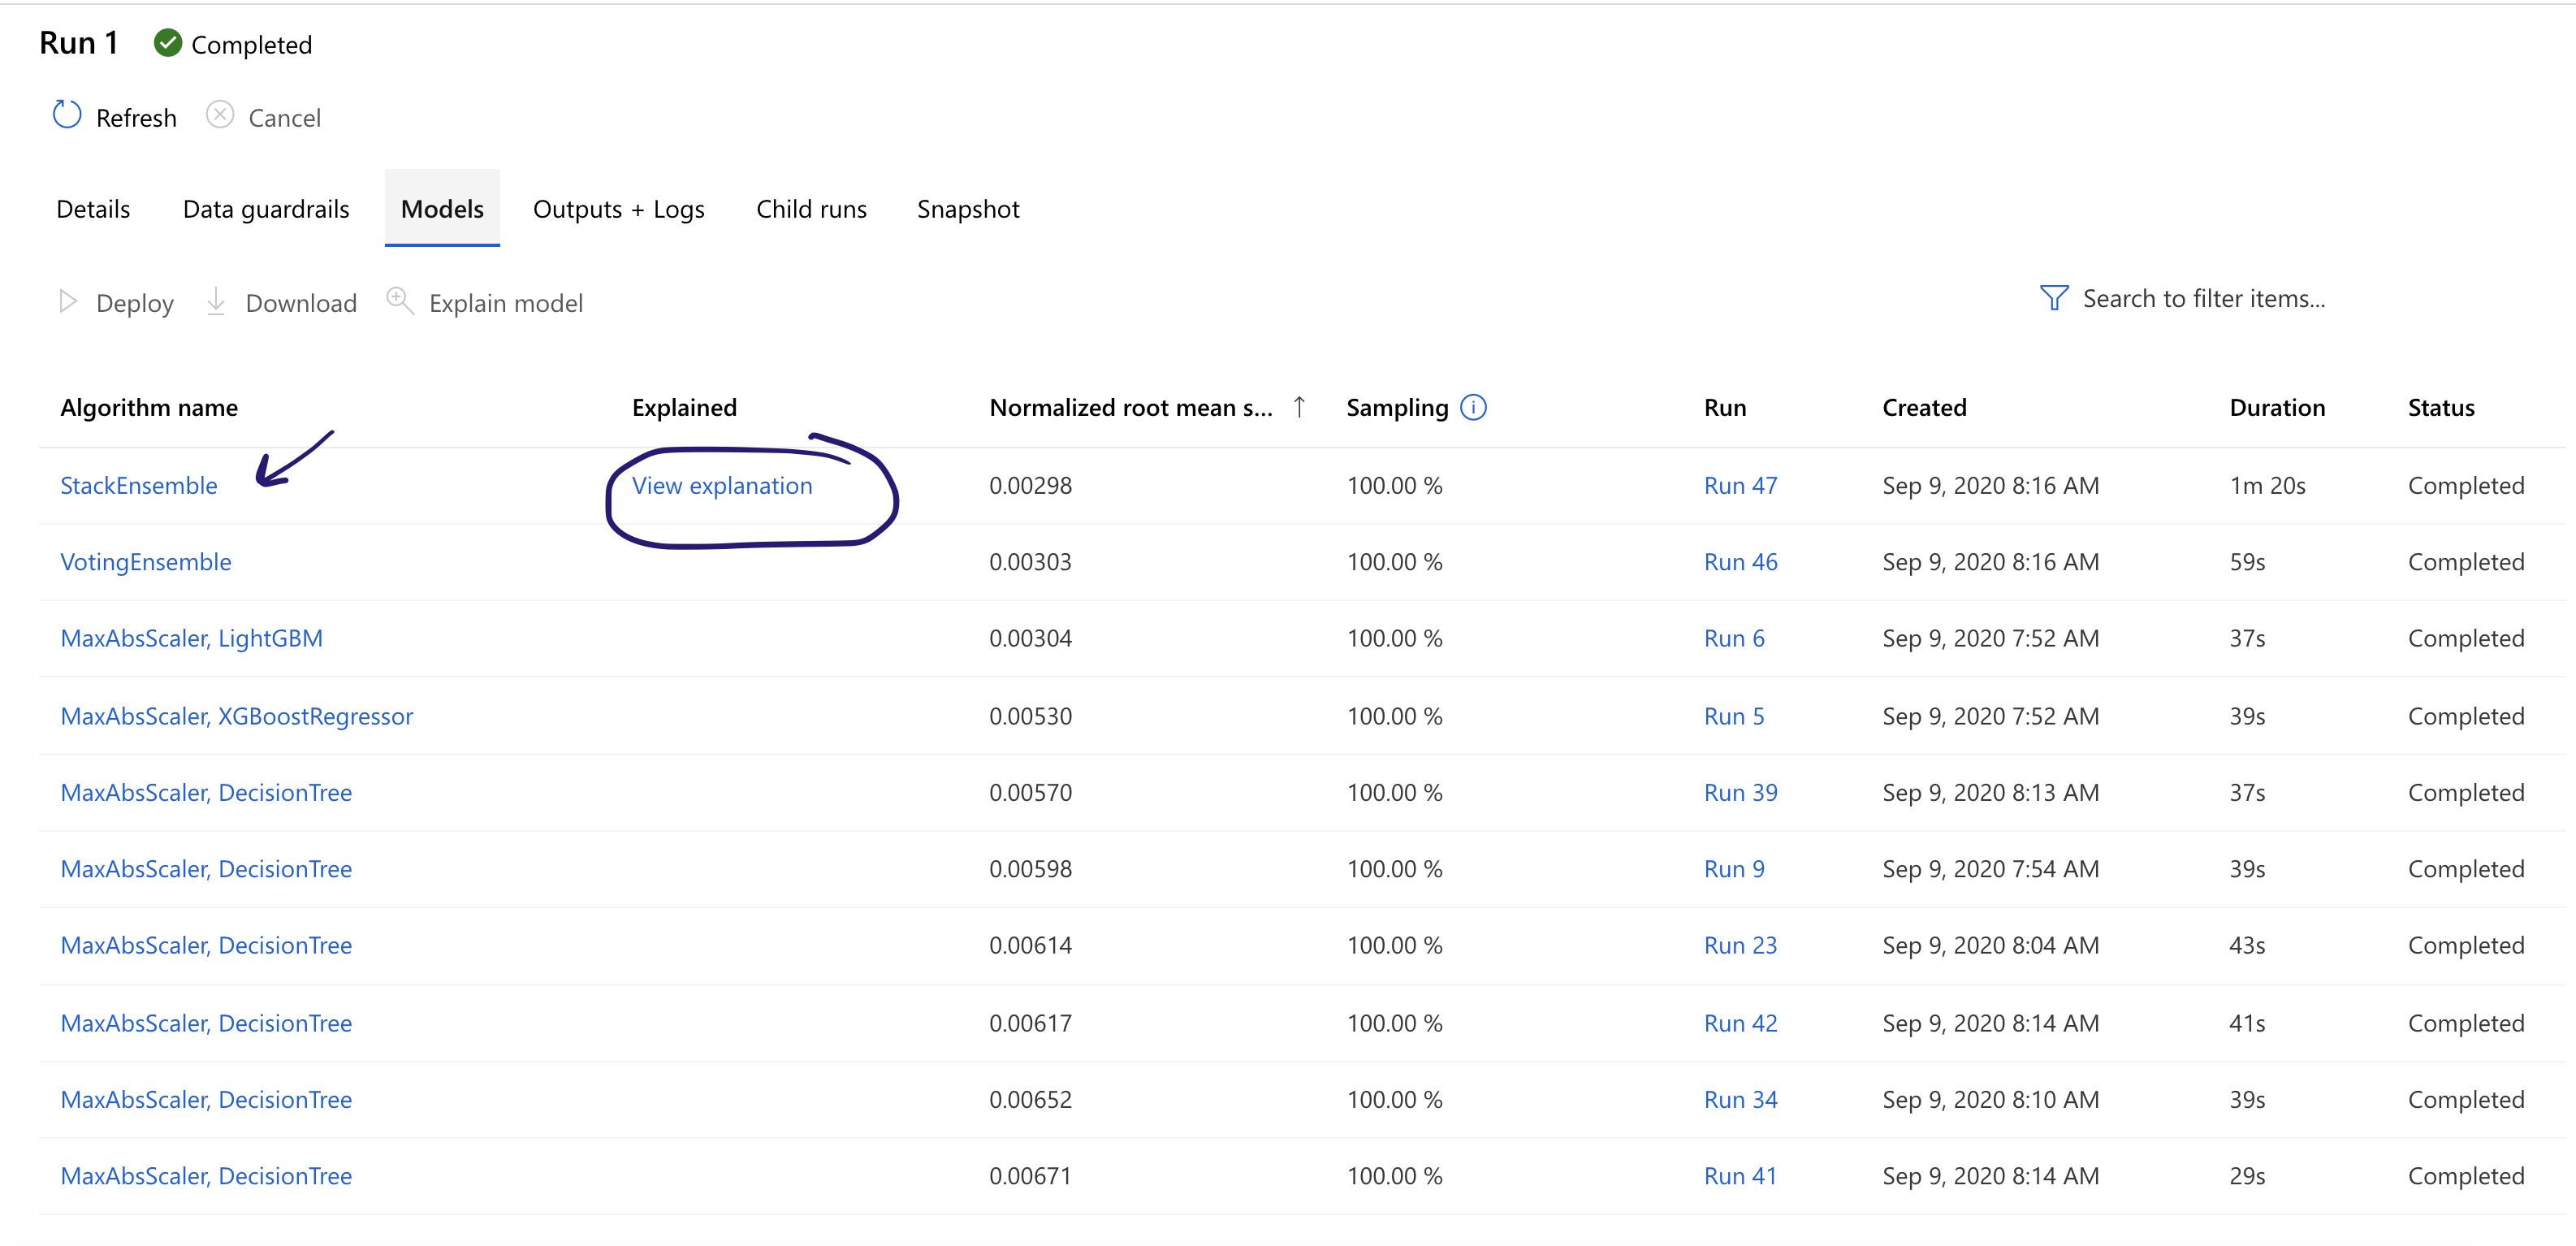 Run 1 Completed
Refresh Cancel
Details Data guardrails Models Outputs + Logs Child runs Snapshot
Deploy Download Explain model Search to filter items...
Algorithm name Explained Normalized root mean s... ↑ Sampling Run Created Duration Status
StackEnsemble View explanation 0.00298 100.00 % Run 47 Sep 9, 2020 8:16 AM 1m 20s Completed
VotingEnsemble 0.00303 100.00 % Run 46 Sep 9, 2020 8:16 AM 59s Completed
MaxAbsScaler, LightGBM 0.00304 100.00 % Run 6 Sep 9, 2020 7:52 AM 37s Completed
MaxAbsScaler, XGBoostRegressor 0.00530 100.00 % Run 5 Sep 9, 2020 7:52 AM 39s Completed
MaxAbsScaler, DecisionTree 0.00570 100.00 % Run 39 Sep 9, 2020 8:13 AM 37s Completed
MaxAbsScaler, DecisionTree 0.00598 100.00 % Run 9 Sep 9, 2020 7:54 AM 39s Completed
MaxAbsScaler, DecisionTree 0.00614 100.00 % Run 23 Sep 9, 2020 8:04 AM 43s Completed
MaxAbsScaler, DecisionTree 0.00617 100.00 % Run 42 Sep 9, 2020 8:14 AM 41s Completed
MaxAbsScaler, DecisionTree 0.00652 100.00 % Run 34 Sep 9, 2020 8:10 AM 39s Completed
MaxAbsScaler, DecisionTree 0.00671 100.00 % Run 41 Sep 9, 2020 8:14 AM 29s Completed